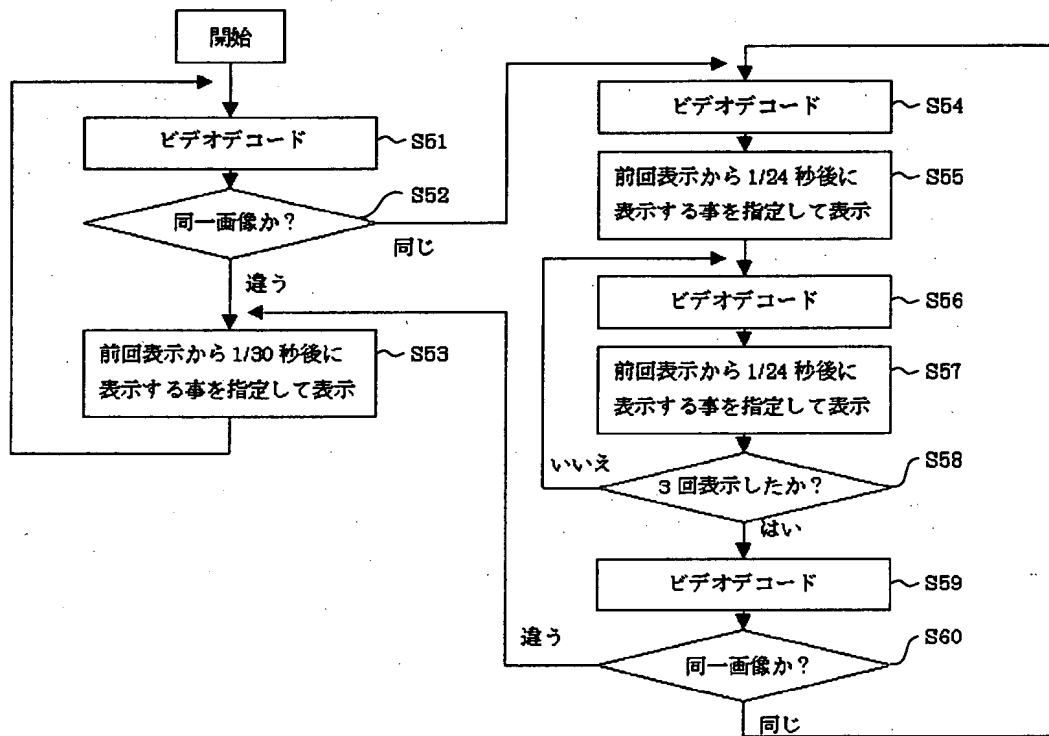 開始
ビデオデコード
S51
同一画像か？
S52
同じ
違う
前回表示から 1/30 秒後に
表示する事を指定して表示
S53
ビデオデコード
S54
前回表示から 1/24 秒後に
表示する事を指定して表示
S55
ビデオデコード
S56
前回表示から 1/24 秒後に
表示する事を指定して表示
S57
いいえ
3 回表示したか？
S58
はい
ビデオデコード
S59
違う
同一画像か？
S60
同じ